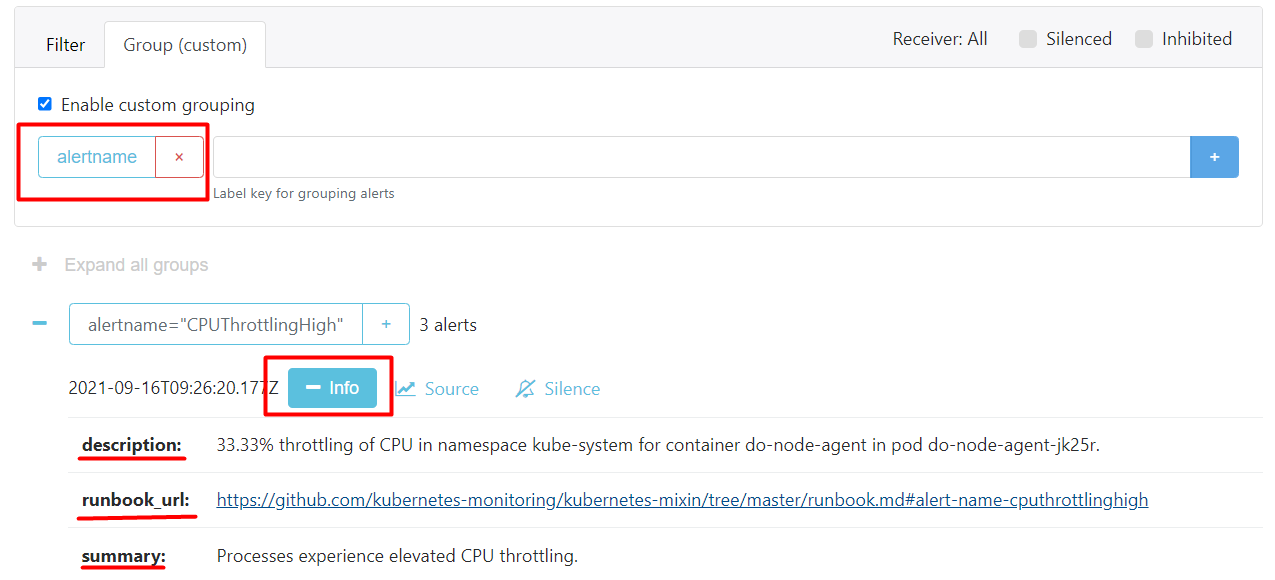 Filter Group (custom) Receiver: All Silenced Inhibited
Enable custom grouping
alertname × +
Label key for grouping alerts
+ Expand all groups
− alertname="CPUThrottlingHigh" + 3 alerts
2021-09-16T09:26:20.177Z − Info Source Silence
description: 33.33% throttling of CPU in namespace kube-system for container do-node-agent in pod do-node-agent-jk25r.
runbook_url: https://github.com/kubernetes-monitoring/kubernetes-mixin/tree/master/runbook.md#alert-name-cputhrottlinghigh
summary: Processes experience elevated CPU throttling.